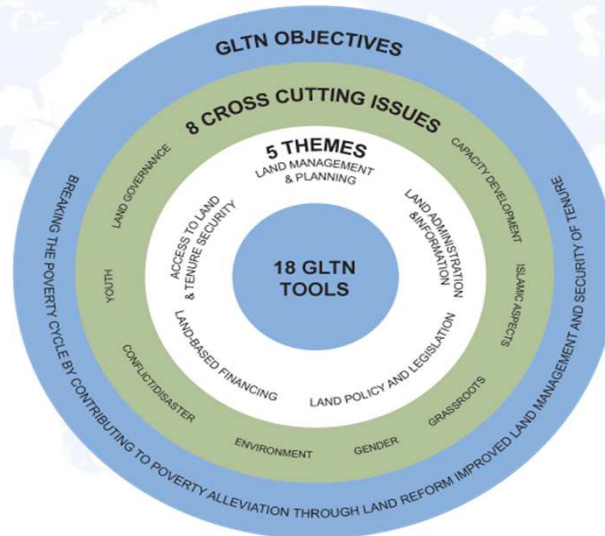 GLTN OBJECTIVES
8 CROSS CUTTING ISSUES
5 THEMES
LAND MANAGEMENT
& PLANNING
LAND ADMINISTRATION
&INFORMATION
LAND POLICY AND LEGISLATION
LAND-BASED FINANCING
ACCESS TO LAND
& TENURE SECURITY
18 GLTN
TOOLS
CAPACITY DEVELOPMENT
ISLAMIC ASPECTS
GRASSROOTS
GENDER
ENVIRONMENT
CONFLICT/DISASTER
YOUTH
LAND GOVERNANCE
BREAKING THE POVERTY CYCLE BY CONTRIBUTING TO POVERTY ALLEVIATION THROUGH LAND REFORM IMPROVED LAND MANAGEMENT AND SECURITY OF TENURE